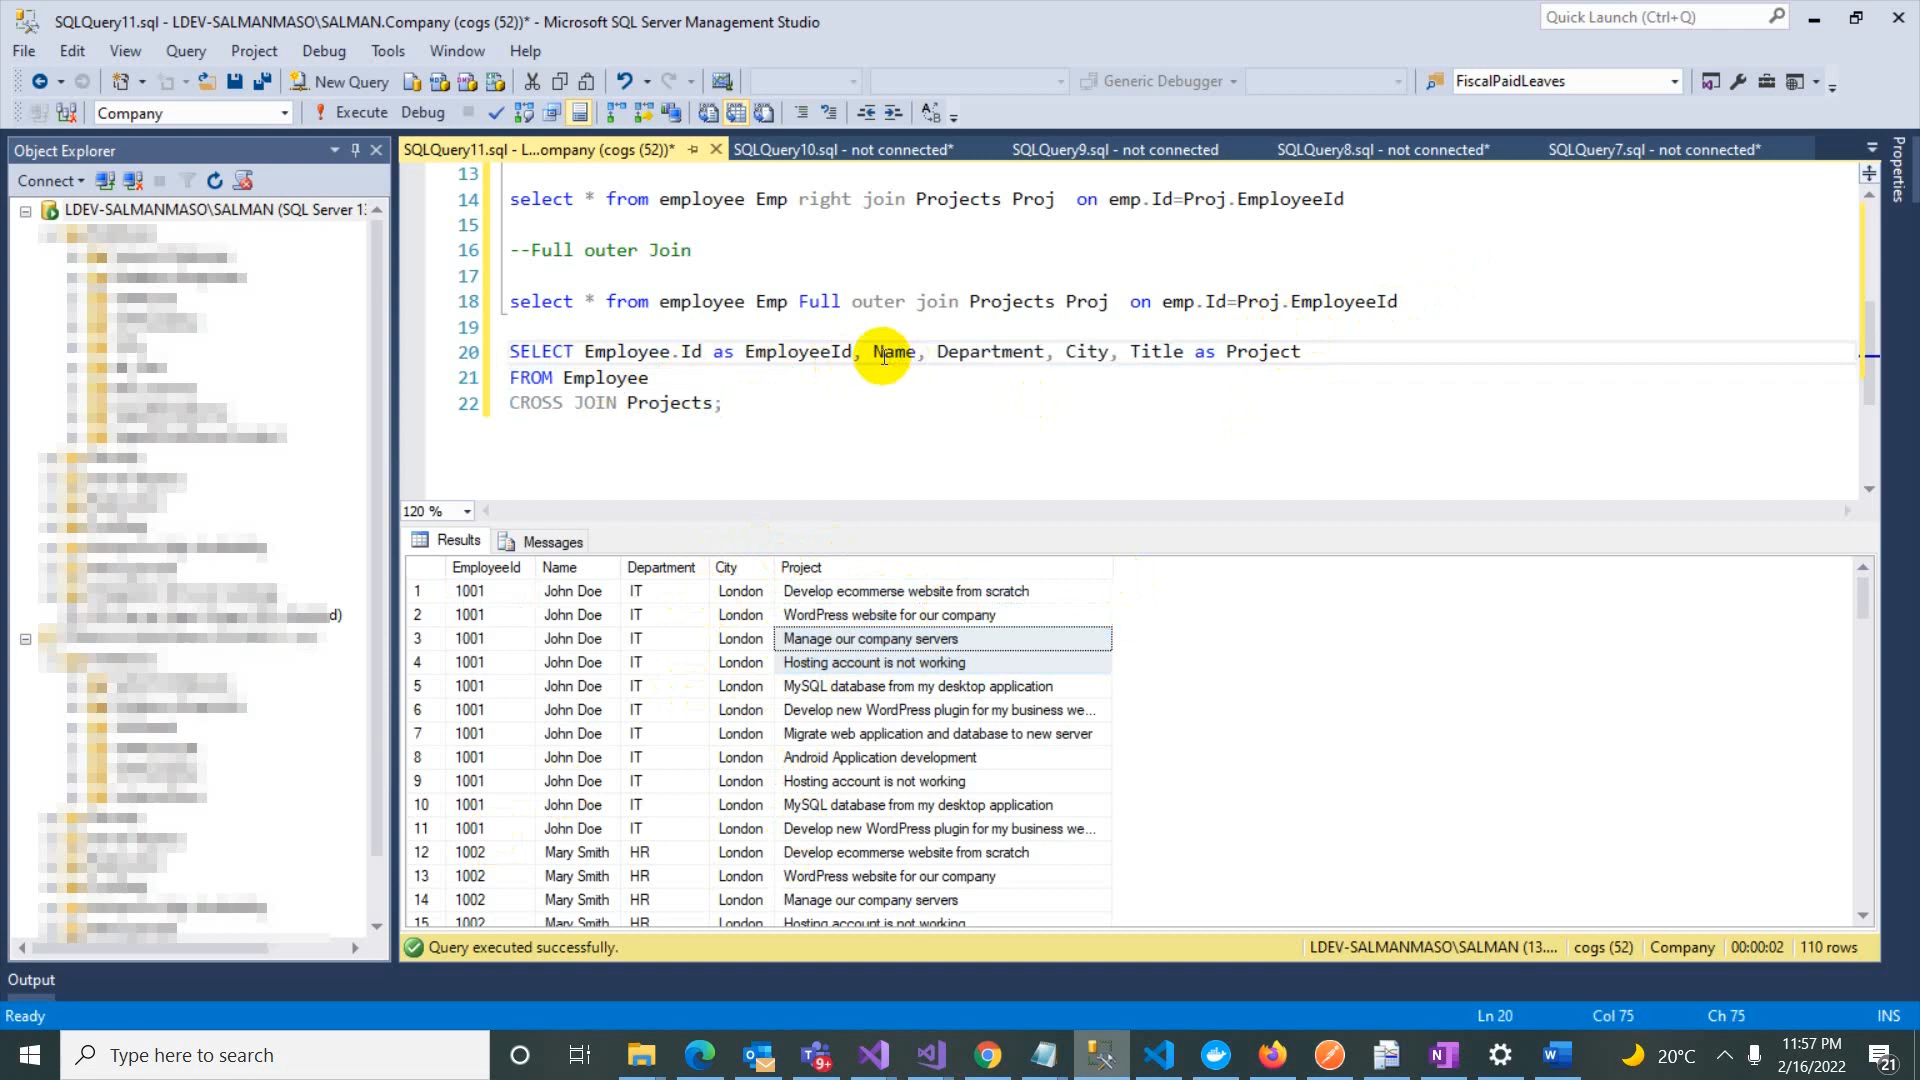 SQLQuery11.sql - LDEV-SALMANMASO\SALMAN.Company (cogs (52))* - Microsoft SQL Server Management Studio
Quick Launch (Ctrl+Q)
File Edit View Query Project Debug Tools Window Help
New Query
Generic Debugger
FiscalPaidLeaves
Company
Execute Debug
Object Explorer
SQLQuery11.sql - L...ompany (cogs (52))*
SQLQuery10.sql - not connected*
SQLQuery9.sql - not connected
SQLQuery8.sql - not connected*
SQLQuery7.sql - not connected*
Properties
Connect
LDEV-SALMANMASO\SALMAN (SQL Server 13
d)
13
14 select * from employee Emp right join Projects Proj on emp.Id=Proj.EmployeeId
15
16 --Full outer Join
17
18 select * from employee Emp Full outer join Projects Proj on emp.Id=Proj.EmployeeId
19
20 SELECT Employee.Id as EmployeeId, Name, Department, City, Title as Project
21 FROM Employee
22 CROSS JOIN Projects;
120 %
Results Messages
EmployeeId Name Department City Project
1 1001 John Doe IT London Develop ecommerse website from scratch
2 1001 John Doe IT London WordPress website for our company
3 1001 John Doe IT London Manage our company servers
4 1001 John Doe IT London Hosting account is not working
5 1001 John Doe IT London MySQL database from my desktop application
6 1001 John Doe IT London Develop new WordPress plugin for my business we...
7 1001 John Doe IT London Migrate web application and database to new server
8 1001 John Doe IT London Android Application development
9 1001 John Doe IT London Hosting account is not working
10 1001 John Doe IT London MySQL database from my desktop application
11 1001 John Doe IT London Develop new WordPress plugin for my business we...
12 1002 Mary Smith HR London Develop ecommerse website from scratch
13 1002 Mary Smith HR London WordPress website for our company
14 1002 Mary Smith HR London Manage our company servers
15 1002 Mary Smith HR London Hosting account is not working
Query executed successfully.
LDEV-SALMANMASO\SALMAN (13.... cogs (52) Company 00:00:02 110 rows
Output
Ready
Ln 20 Col 75 Ch 75 INS
Type here to search
9+
20°C
11:57 PM
2/16/2022
21